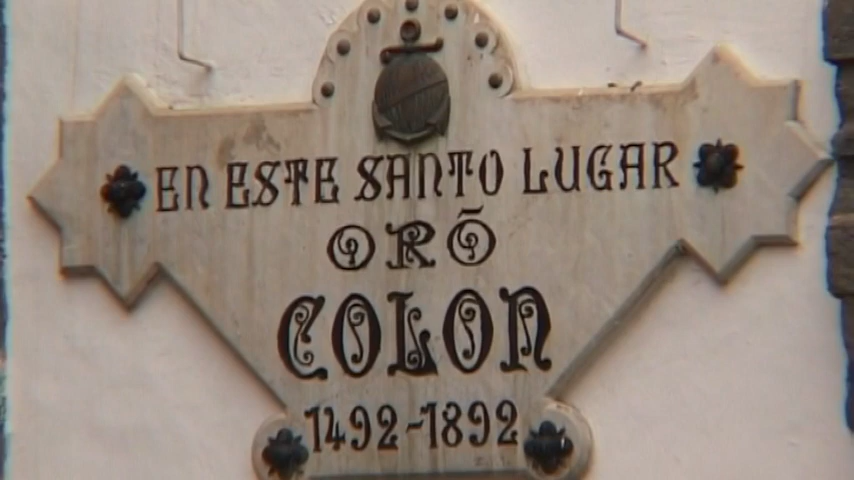 EN ESTE SANTO LUGAR
ORÓ
COLON
1492-1892